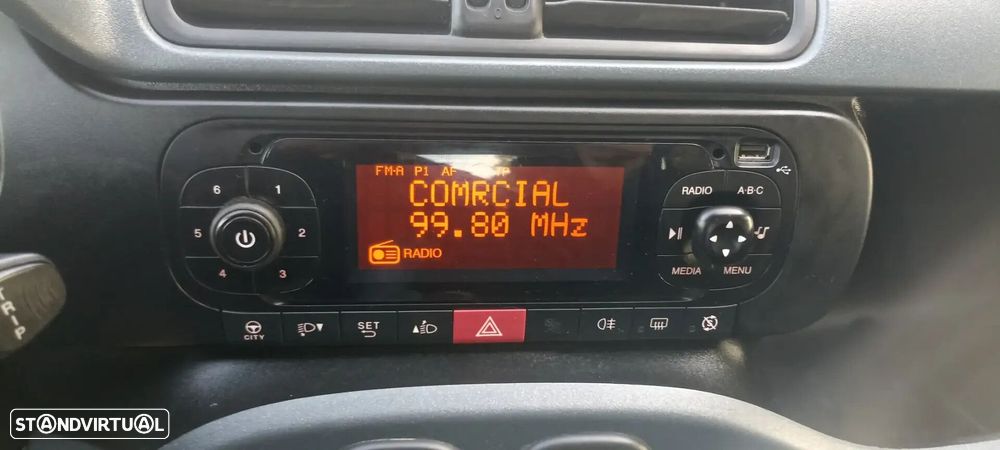 FM-A P1 AF TP
COMRCIAL
99.80 MHz
RADIO
6 1
5 2
4 3
RADIO A·B·C
MEDIA MENU
CITY
SET
TRIP
STANDVIRTUAL